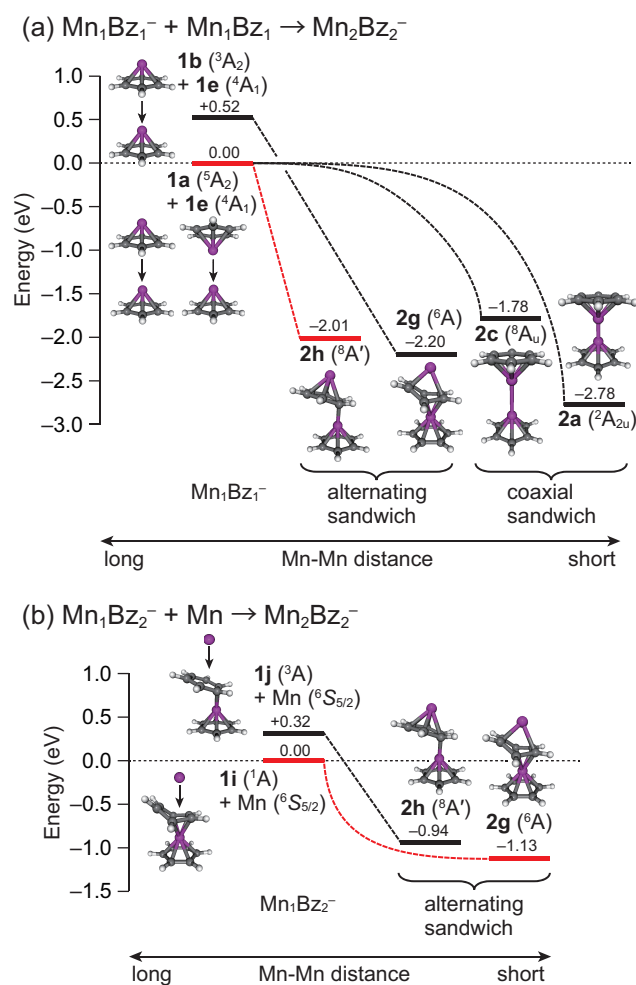 (a) Mn₁Bz₁⁻ + Mn₁Bz₁ → Mn₂Bz₂⁻
1b (³A₂)
+ 1e (⁴A₁)
1.0
+0.52
0.5
0.00
0.0
1a (⁵A₂)
+ 1e (⁴A₁)
–0.5
Energy (eV)
–1.0
–1.5
–1.78
2g (⁶A)
2c (⁸Aᵤ)
–2.01
–2.0
–2.20
2h (⁸A′)
–2.5
–2.78
2a (²A₂ᵤ)
–3.0
Mn₁Bz₁⁻
alternating
sandwich
coaxial
sandwich
long
Mn-Mn distance
short
(b) Mn₁Bz₂⁻ + Mn → Mn₂Bz₂⁻
1j (³A)
+ Mn (⁶S₅/₂)
1.0
+0.32
0.5
0.00
0.0
1i (¹A)
+ Mn (⁶S₅/₂)
2h (⁸A′)
2g (⁶A)
Energy (eV)
–0.5
–0.94
–1.13
–1.0
–1.5
Mn₁Bz₂⁻
alternating
sandwich
long
Mn-Mn distance
short